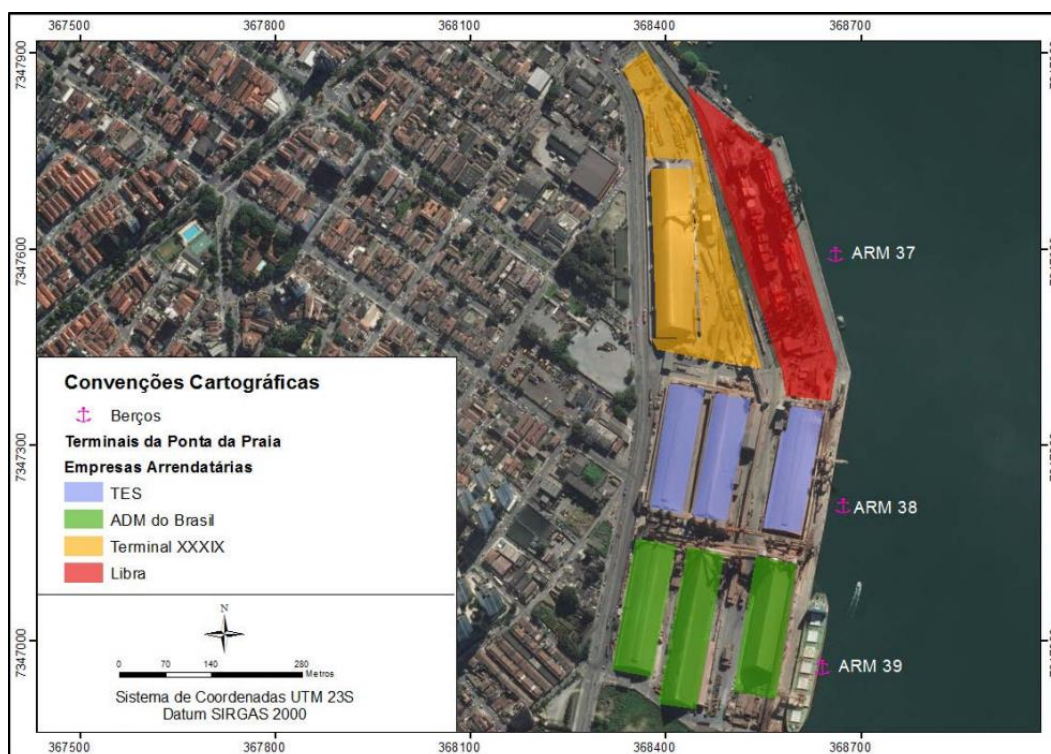 367500 367800 368100 368400 368700
7347900
7347600
7347300
7347000
ARM 37
ARM 38
ARM 39
Convenções Cartográficas
Berços
Terminais da Ponta da Praia
Empresas Arrendatárias
TES
ADM do Brasil
Terminal XXXIX
Libra
N
0 70 140 280
Metros
Sistema de Coordenadas UTM 23S
Datum SIRGAS 2000
367500 367800 368100 368400 368700